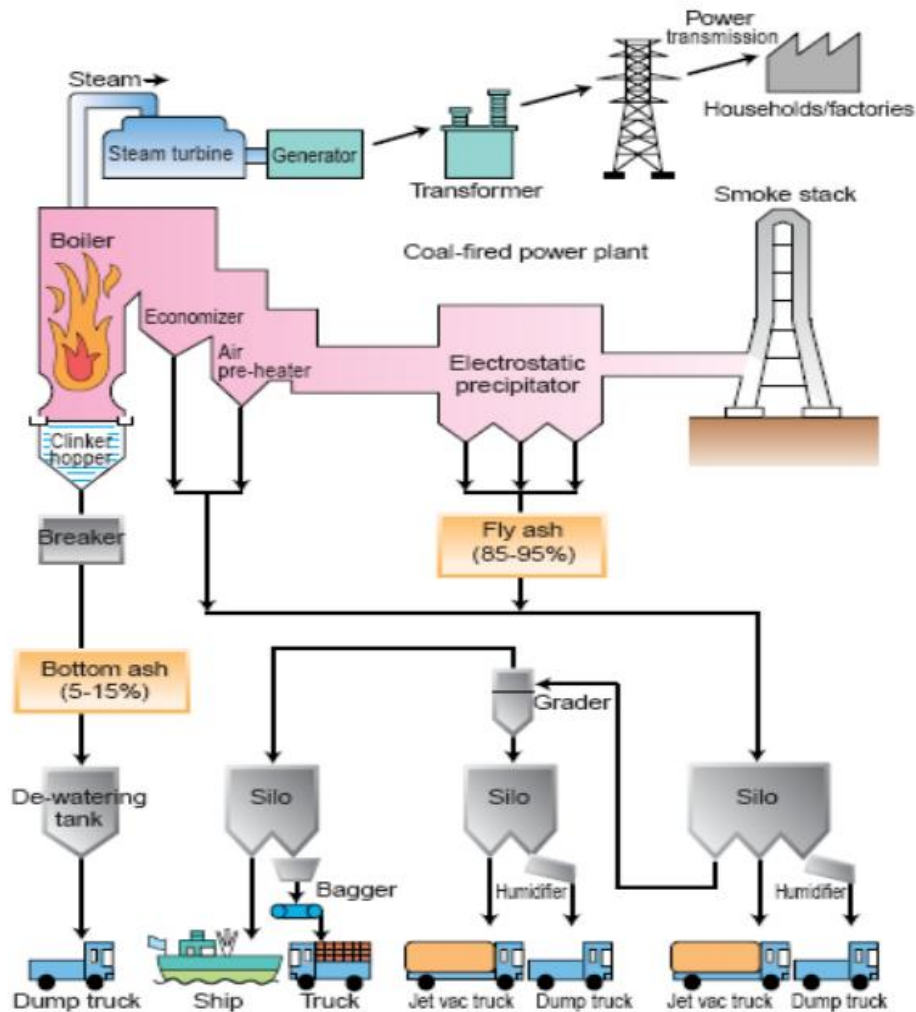 Power
transmission
Steam
Households/factories
Steam turbine
Generator
Transformer
Smoke stack
Boiler
Coal-fired power plant
Economizer
Air
pre-heater
Electrostatic
precipitator
Clinker
hopper
Breaker
Fly ash
(85-95%)
Bottom ash
(5-15%)
Grader
De-watering
tank
Silo
Silo
Silo
Bagger
Humidifier
Humidifier
Dump truck
Ship
Truck
Jet vac truck
Dump truck
Jet vac truck
Dump truck